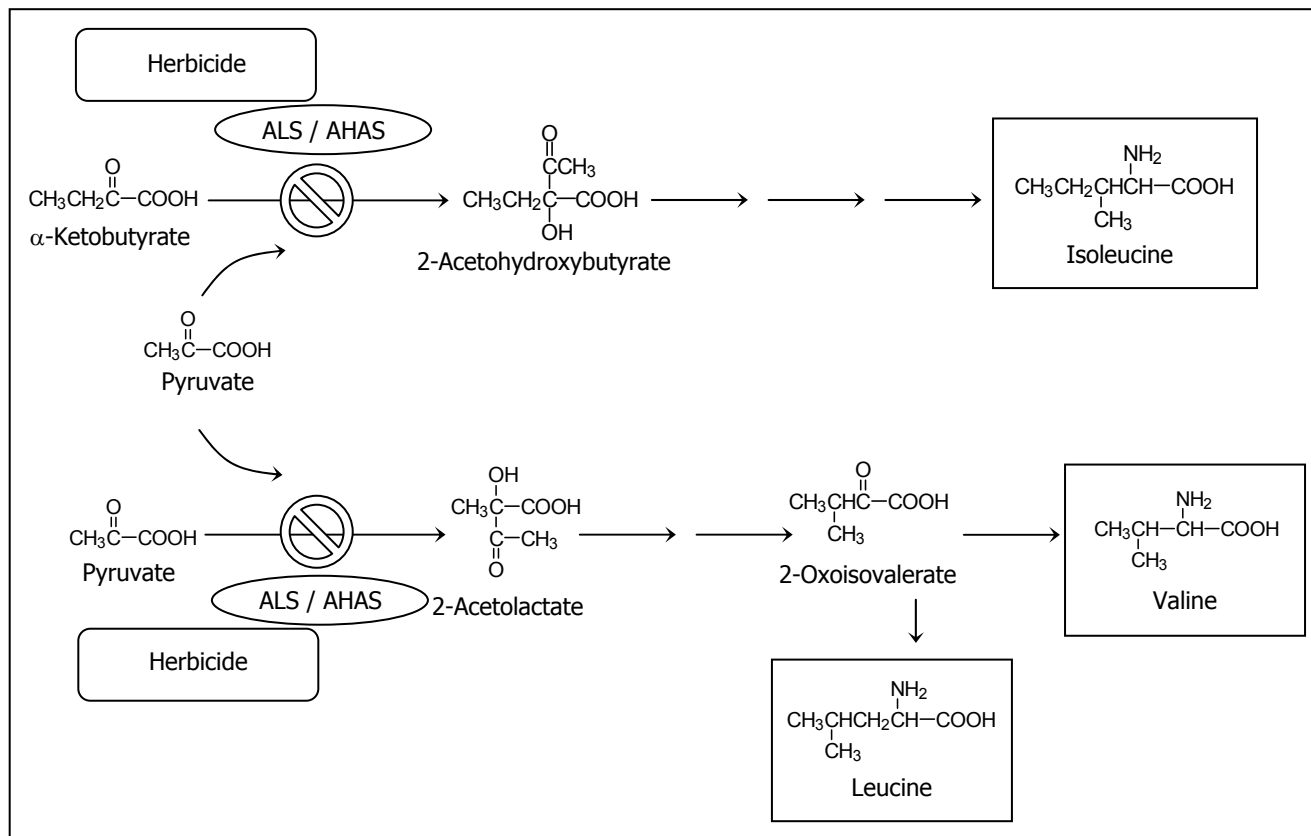 Herbicide
ALS / AHAS
O
CH₃CH₂C–COOH
α-Ketobutyrate
O
CCH₃
CH₃CH₂–C–COOH
OH
2-Acetohydroxybutyrate
NH₂
CH₃CH₂CHCH–COOH
CH₃
Isoleucine
O
CH₃C–COOH
Pyruvate
O
CH₃C–COOH
Pyruvate
ALS / AHAS
Herbicide
OH
CH₃C–COOH
C–CH₃
O
2-Acetolactate
O
CH₃CHC–COOH
CH₃
2-Oxoisovalerate
NH₂
CH₃CH–CH–COOH
CH₃
Valine
NH₂
CH₃CHCH₂CH–COOH
CH₃
Leucine